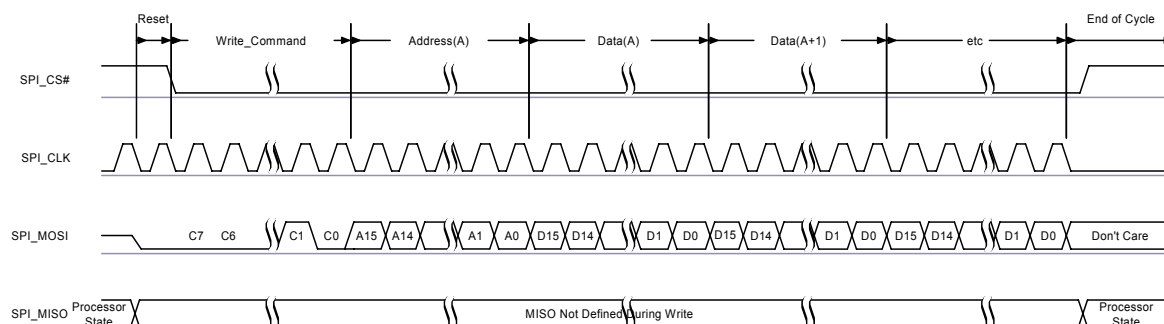 Reset End of Cycle
Write_Command Address(A) Data(A) Data(A+1) etc
SPI_CS#
SPI_CLK
SPI_MOSI C7 C6 C1 C0 A15 A14 A1 A0 D15 D14 D1 D0 D15 D14 D1 D0 D15 D14 D1 D0 Don't Care
SPI_MISO Processor State MISO Not Defined During Write Processor State